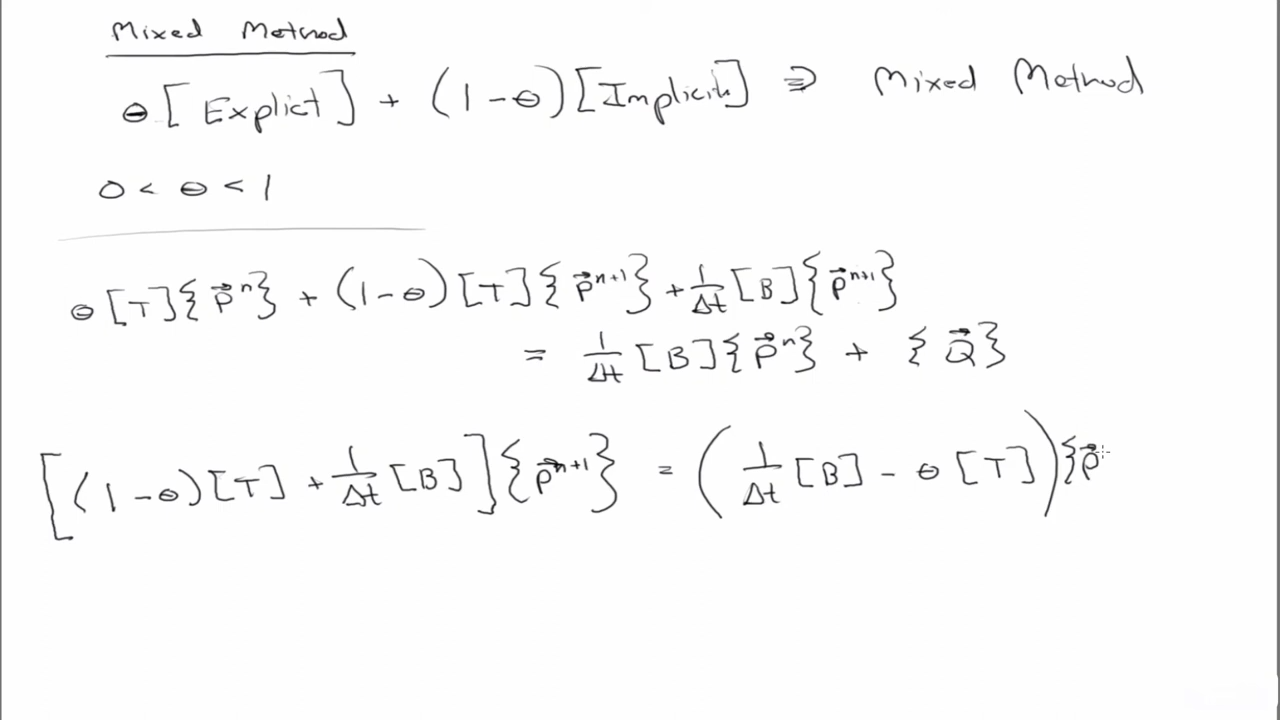 Mixed Method
θ [Explict] + (1-θ) [Implicit] ⇒ Mixed Method
0 < θ < 1
θ [T]{P⃗ⁿ} + (1-θ) [T]{P⃗ⁿ⁺¹} + 1/Δt [B]{P⃗ⁿ⁺¹}
= 1/Δt [B]{P⃗ⁿ} + {Q⃗}
[(1-θ)[T] + 1/Δt [B]]{P⃗ⁿ⁺¹} = (1/Δt [B] - θ [T]){P⃗